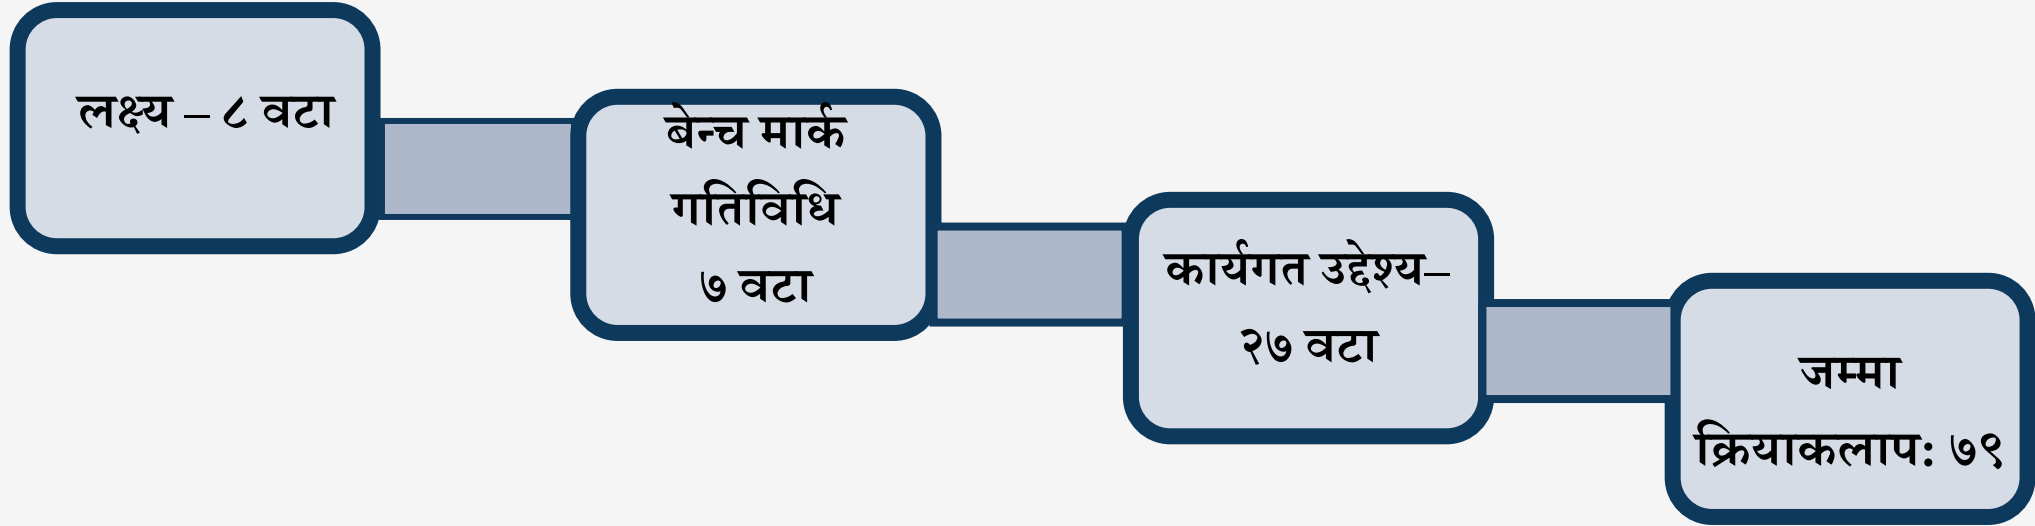 लक्ष्य – ८ वटा
बेन्च मार्क
गतिविधि
७ वटा
कार्यगत उद्देश्य–
२७ वटा
जम्मा
क्रियाकलाप: ७९